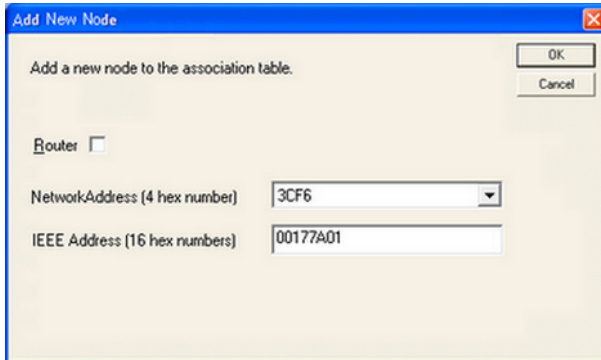 Add New Node
Add a new node to the association table.
OK
Cancel
Router
NetworkAddress (4 hex number)
3CF6
IEEE Address (16 hex numbers)
00177A01